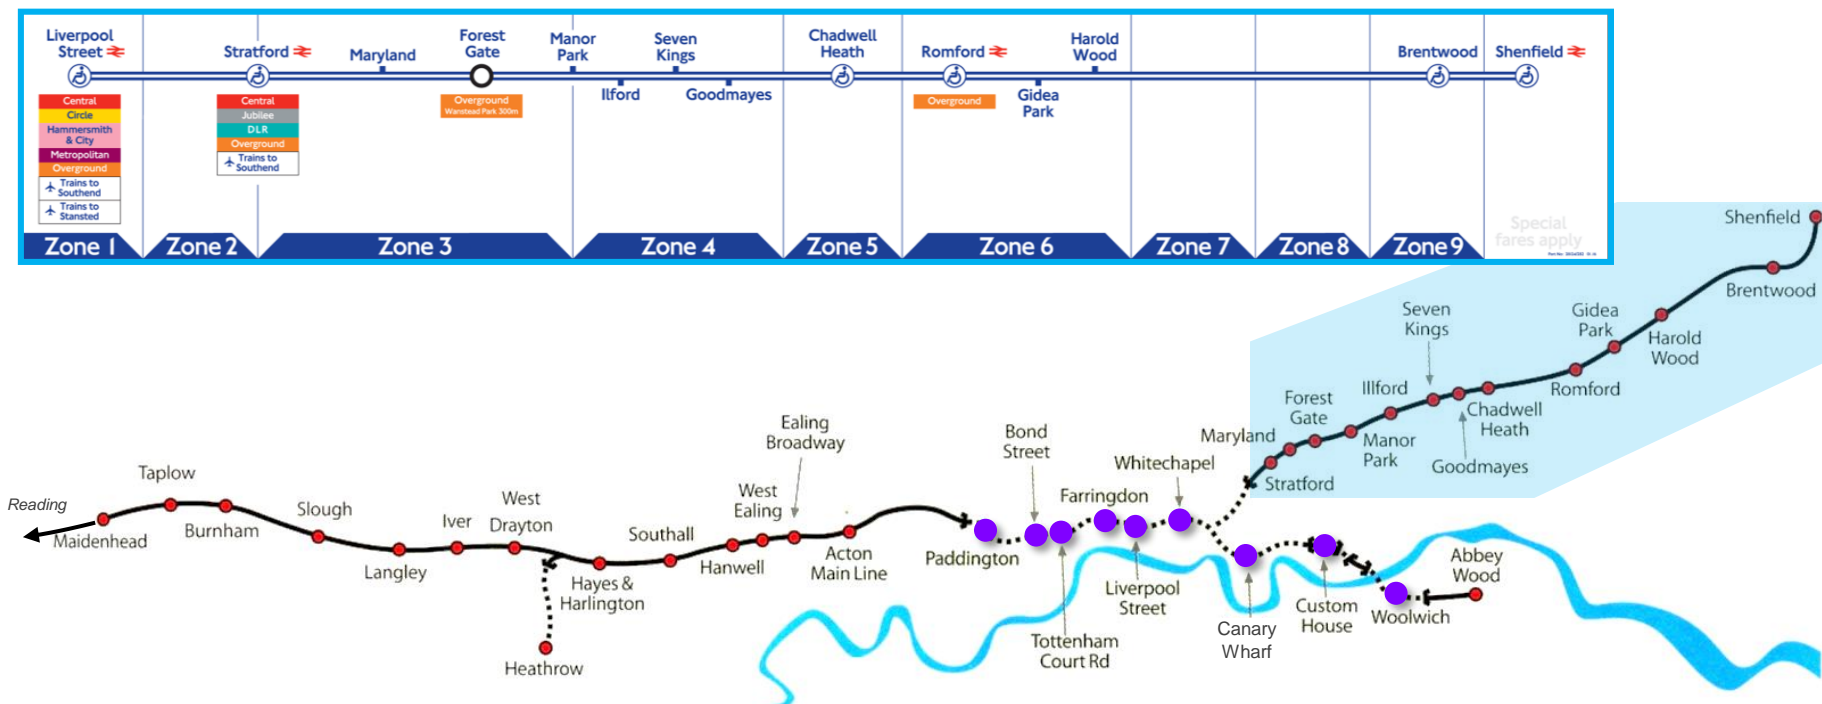 Liverpool
Street
Stratford
Maryland
Forest
Gate
Manor
Park
Seven
Kings
Chadwell
Heath
Romford
Harold
Wood
Brentwood
Shenfield
Ilford
Goodmayes
Gidea
Park
Central
Circle
Hammersmith
& City
Metropolitan
Overground
Trains to
Southend
Trains to
Stansted
Central
Jubilee
DLR
Overground
Trains to
Southend
Overground
Wanstead Park 300m
Overground
Special
fares apply
Zone 1
Zone 2
Zone 3
Zone 4
Zone 5
Zone 6
Zone 7
Zone 8
Zone 9
Shenfield
Brentwood
Harold
Wood
Gidea
Park
Romford
Seven
Kings
Chadwell
Heath
Goodmayes
Illford
Manor
Park
Forest
Gate
Maryland
Stratford
Whitechapel
Farringdon
Liverpool
Street
Bond
Street
Tottenham
Court Rd
Paddington
Canary
Wharf
Custom
House
Woolwich
Abbey
Wood
Ealing
Broadway
Acton
Main Line
West
Ealing
Hanwell
Southall
Hayes &
Harlington
Heathrow
West
Drayton
Iver
Langley
Slough
Burnham
Taplow
Maidenhead
Reading